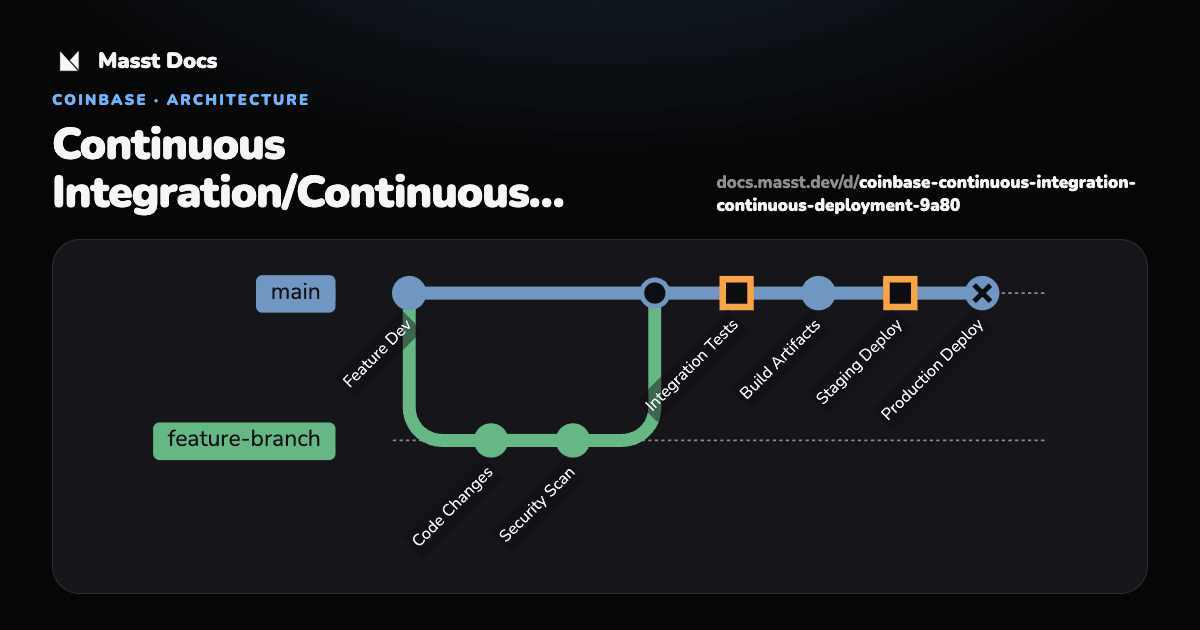 Masst Docs
COINBASE · ARCHITECTURE
Continuous
Integration/Continuous...
docs.masst.dev/d/coinbase-continuous-integration-
continuous-deployment-9a80
main
Feature Dev
Integration Tests
Build Artifacts
Staging Deploy
Production Deploy
feature-branch
Code Changes
Security Scan